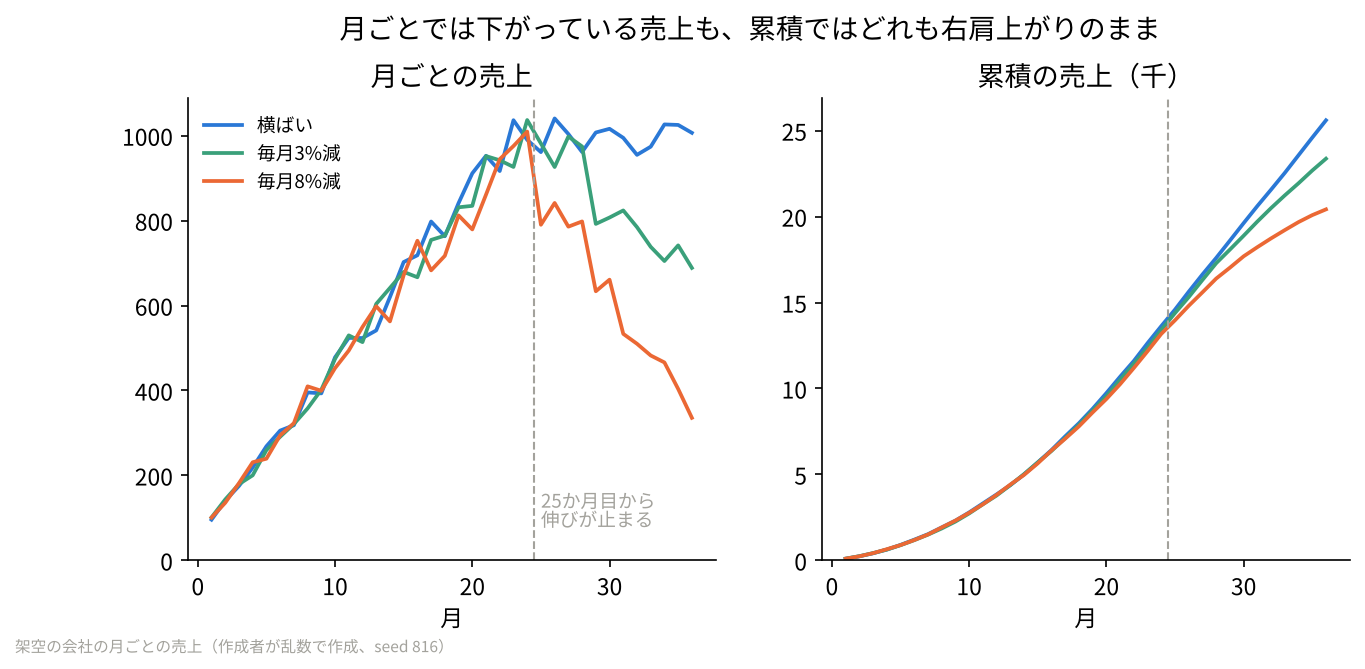 月ごとでは下がっている売上も、累積ではどれも右肩上がりのまま
月ごとの売上
横ばい
毎月3%減
毎月8%減
1000
800
600
400
200
0
25か月目から
伸びが止まる
0 10 20 30
月
累積の売上（千）
25
20
15
10
5
0
0 10 20 30
月
架空の会社の月ごとの売上（作成者が乱数で作成、seed 816）